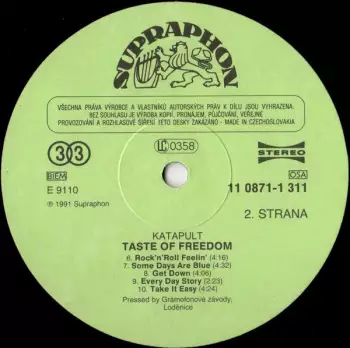 SUPRAPHON
VŠECHNA PRÁVA VÝROBCE A VLASTNÍKŮ AUTORSKÝCH PRÁV K DÍLU JSOU VYHRAZENA.
BEZ SOUHLASU JE VÝROBA KOPIÍ, PRONÁJEM, PŮJČOVÁNÍ, VEŘEJNÉ
PROVOZOVÁNÍ A ROZHLASOVÉ ŠÍŘENÍ TÉTO DESKY ZAKÁZÁNO - MADE IN CZECHOSLOVAKIA
33
LC 0358
STEREO
BIEM
OSA
E 9110
11 0871-1 311
℗ 1991 Supraphon
2. STRANA
KATAPULT
TASTE OF FREEDOM
6. Rock'n'Roll Feelin' (4:16)
7. Some Days Are Blue (4:32)
8. Get Down (4:06)
9. Every Day Story (2:23)
10. Take It Easy (4:24)
Pressed by Gramofonové závody,
Loděnice